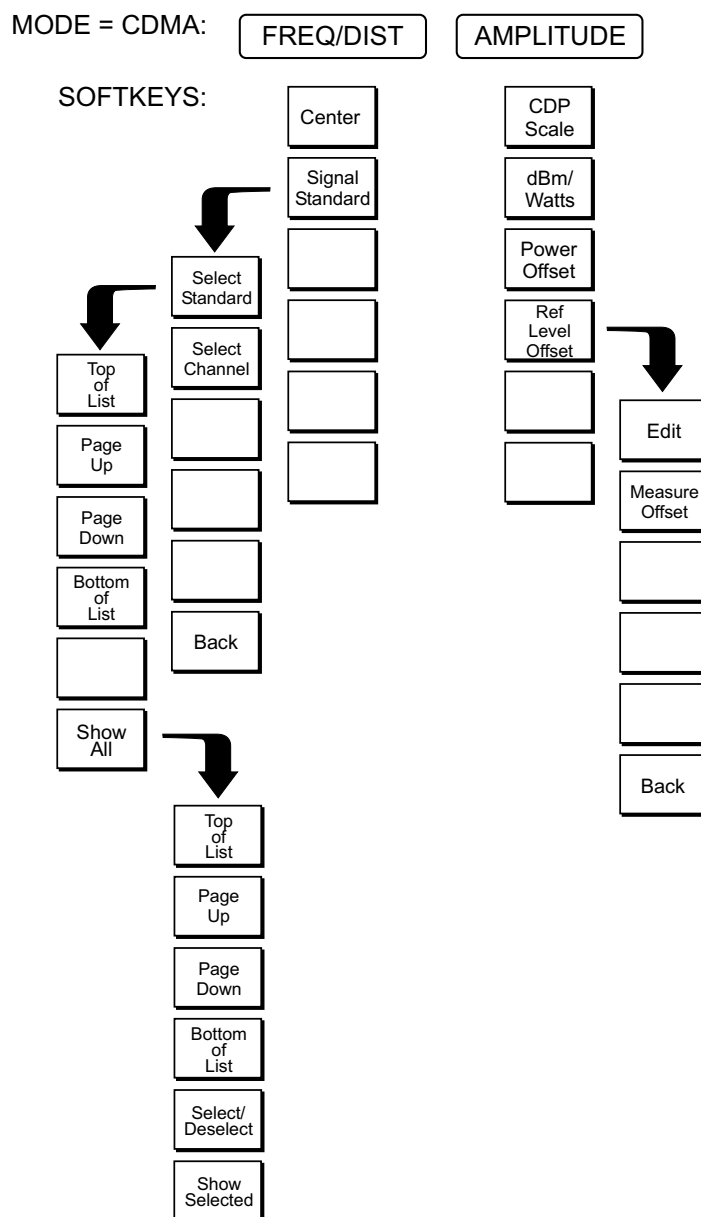 MODE = CDMA:
FREQ/DIST
AMPLITUDE
SOFTKEYS:
Center
Signal
Standard
Select
Standard
Select
Channel
Back
Top
of
List
Page
Up
Page
Down
Bottom
of
List
Show
All
Top
of
List
Page
Up
Page
Down
Bottom
of
List
Select/
Deselect
Show
Selected
CDP
Scale
dBm/
Watts
Power
Offset
Ref
Level
Offset
Edit
Measure
Offset
Back